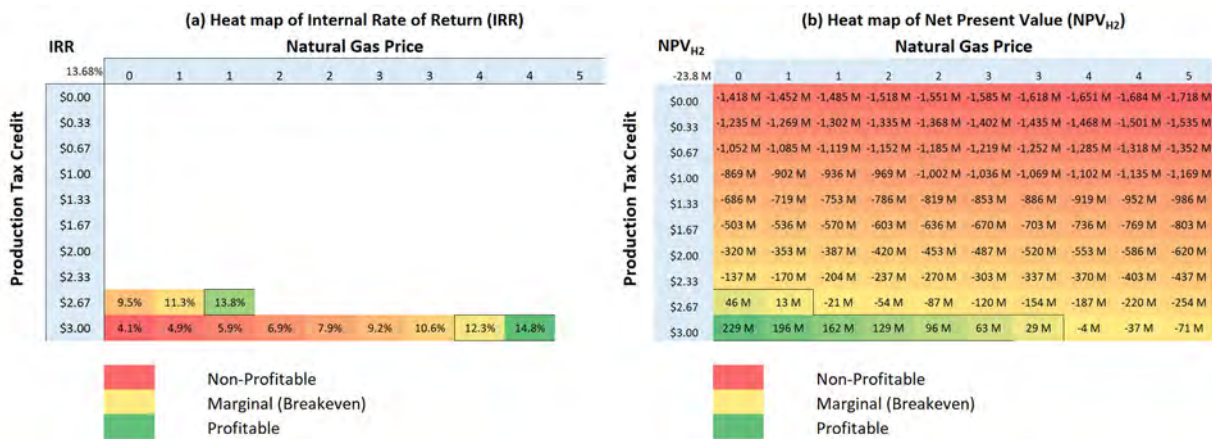 (a) Heat map of Internal Rate of Return (IRR)
IRR Natural Gas Price
13.68% 0 1 1 2 2 3 3 4 4 5
Production Tax Credit
$0.00
$0.33
$0.67
$1.00
$1.33
$1.67
$2.00
$2.33
$2.67 9.5% 11.3% 13.8%
$3.00 4.1% 4.9% 5.9% 6.9% 7.9% 9.2% 10.6% 12.3% 14.8%
Non-Profitable
Marginal (Breakeven)
Profitable
(b) Heat map of Net Present Value (NPVH2)
NPVH2 Natural Gas Price
-23.8 M 0 1 1 2 2 3 3 4 4 5
Production Tax Credit
$0.00 -1,418 M -1,452 M -1,485 M -1,518 M -1,551 M -1,585 M -1,618 M -1,651 M -1,684 M -1,718 M
$0.33 -1,235 M -1,269 M -1,302 M -1,335 M -1,368 M -1,402 M -1,435 M -1,468 M -1,501 M -1,535 M
$0.67 -1,052 M -1,085 M -1,119 M -1,152 M -1,185 M -1,219 M -1,252 M -1,285 M -1,318 M -1,352 M
$1.00 -869 M -902 M -936 M -969 M -1,002 M -1,036 M -1,069 M -1,102 M -1,135 M -1,169 M
$1.33 -686 M -719 M -753 M -786 M -819 M -853 M -886 M -919 M -952 M -986 M
$1.67 -503 M -536 M -570 M -603 M -636 M -670 M -703 M -736 M -769 M -803 M
$2.00 -320 M -353 M -387 M -420 M -453 M -487 M -520 M -553 M -586 M -620 M
$2.33 -137 M -170 M -204 M -237 M -270 M -303 M -337 M -370 M -403 M -437 M
$2.67 46 M 13 M -21 M -54 M -87 M -120 M -154 M -187 M -220 M -254 M
$3.00 229 M 196 M 162 M 129 M 96 M 63 M 29 M -4 M -37 M -71 M
Non-Profitable
Marginal (Breakeven)
Profitable